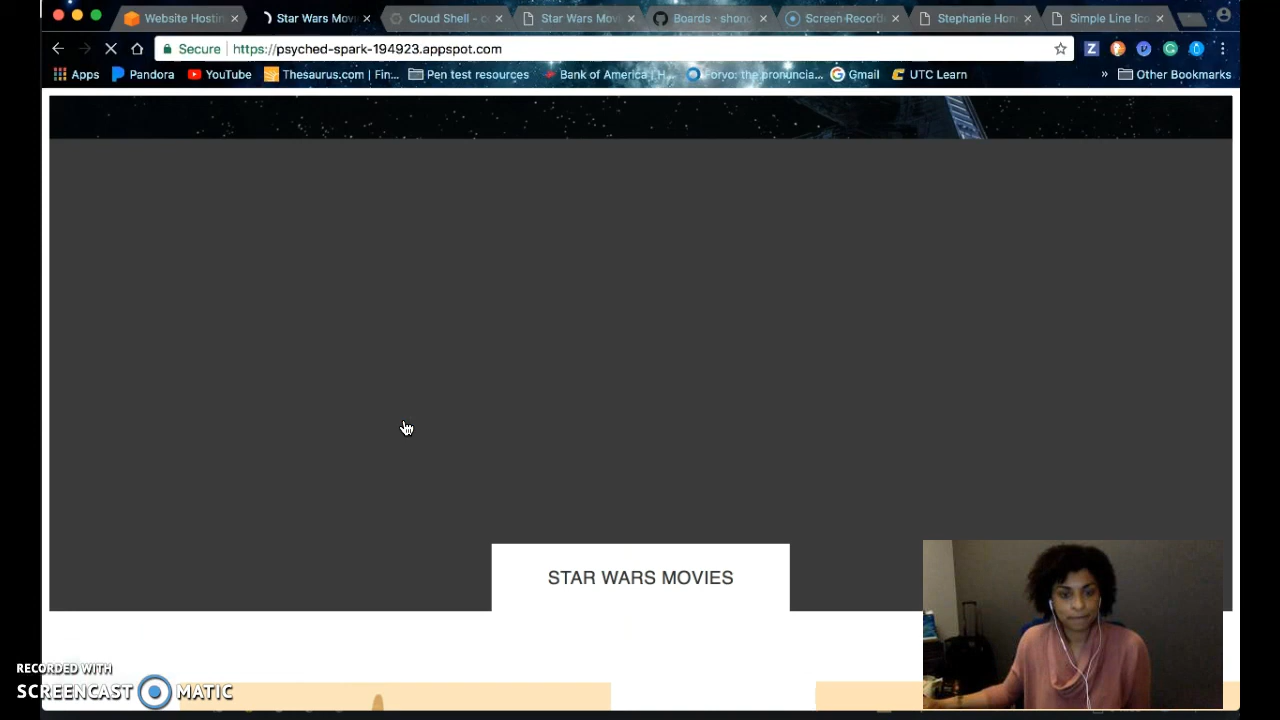 Website Hostin
Star Wars Mov
Cloud Shell - c
Star Wars Movi
Boards · shon
Screen Record
Stephanie Hon
Simple Line Ic
Secure
https://psyched-spark-194923.appspot.com
Apps
Pandora
YouTube
Thesaurus.com | Fin...
Pen test resources
Bank of America | H...
Forvo: the pronuncia...
Gmail
UTC Learn
» Other Bookmarks
STAR WARS MOVIES
RECORDED WITH
SCREENCAST MATIC